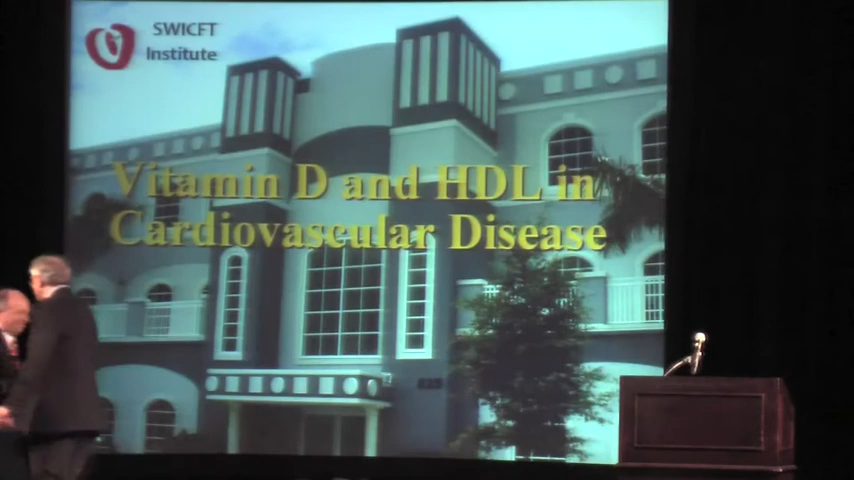 SWICFT
Institute
Vitamin D and HDL in
Cardiovascular Disease